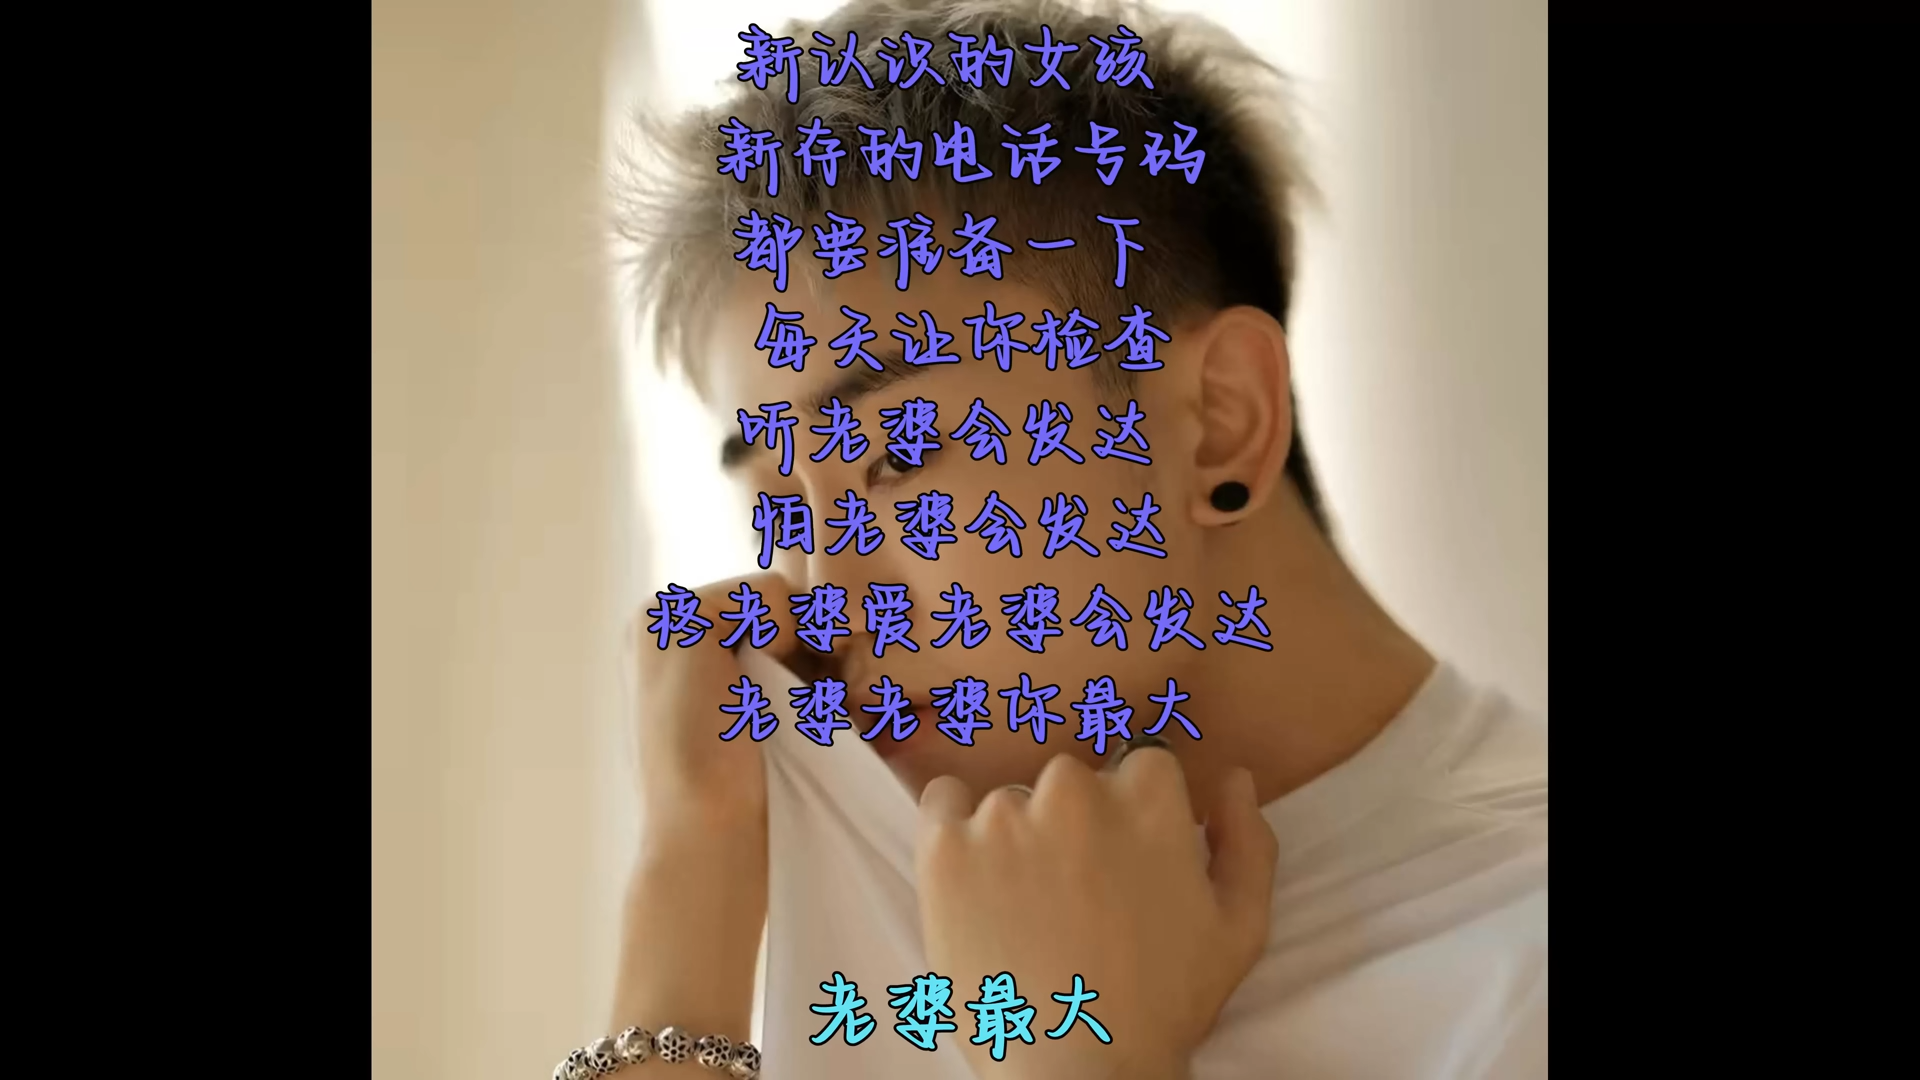 新认识的女孩
新存的电话号码
都要准备一下
每天让你检查
听老婆会发达
怕老婆会发达
疼老婆爱老婆会发达
老婆老婆你最大
老婆最大